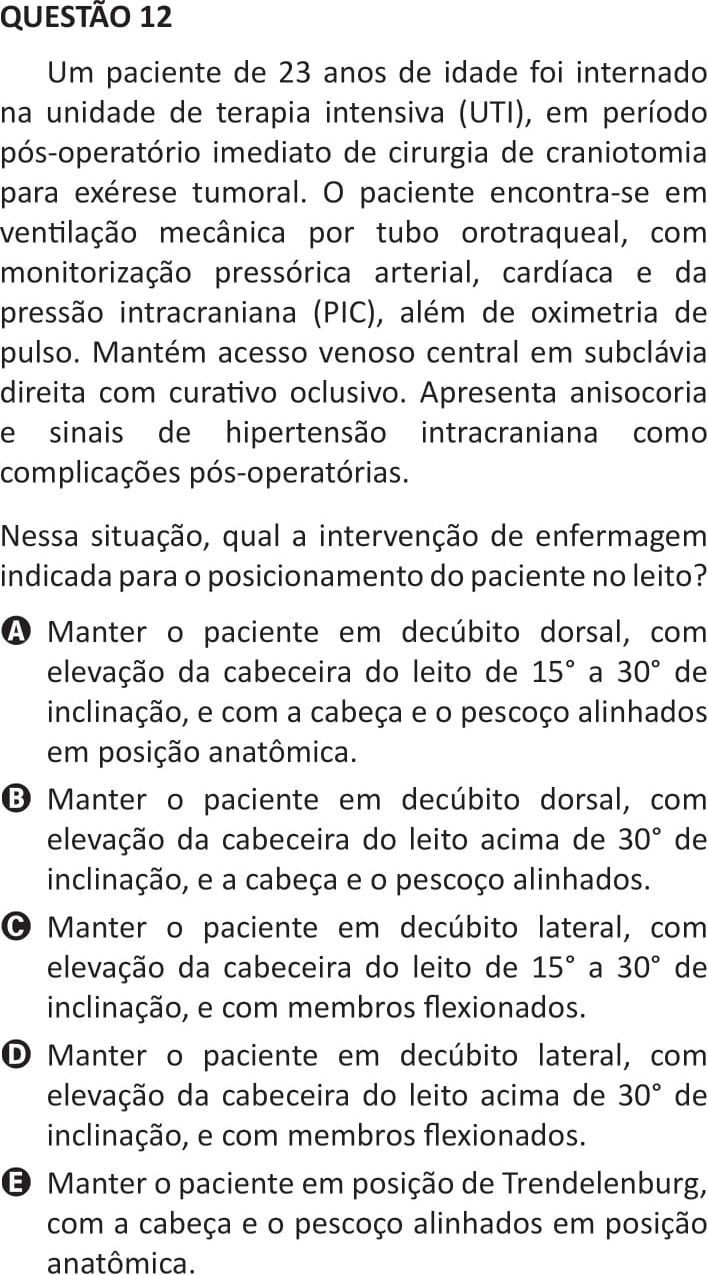 QUESTÃO 12
Um paciente de 23 anos de idade foi internado
na unidade de terapia intensiva (UTI), em período
pós-operatório imediato de cirurgia de craniotomia
para exérese tumoral. O paciente encontra-se em
ventilação mecânica por tubo orotraqueal, com
monitorização pressórica arterial, cardíaca e da
pressão intracraniana (PIC), além de oximetria de
pulso. Mantém acesso venoso central em subclávia
direita com curativo oclusivo. Apresenta anisocoria
e sinais de hipertensão intracraniana como
complicações pós-operatórias.
Nessa situação, qual a intervenção de enfermagem
indicada para o posicionamento do paciente no leito?
A Manter o paciente em decúbito dorsal, com
elevação da cabeceira do leito de 15° a 30° de
inclinação, e com a cabeça e o pescoço alinhados
em posição anatômica.
B Manter o paciente em decúbito dorsal, com
elevação da cabeceira do leito acima de 30° de
inclinação, e a cabeça e o pescoço alinhados.
C Manter o paciente em decúbito lateral, com
elevação da cabeceira do leito de 15° a 30° de
inclinação, e com membros flexionados.
D Manter o paciente em decúbito lateral, com
elevação da cabeceira do leito acima de 30° de
inclinação, e com membros flexionados.
E Manter o paciente em posição de Trendelenburg,
com a cabeça e o pescoço alinhados em posição
anatômica.